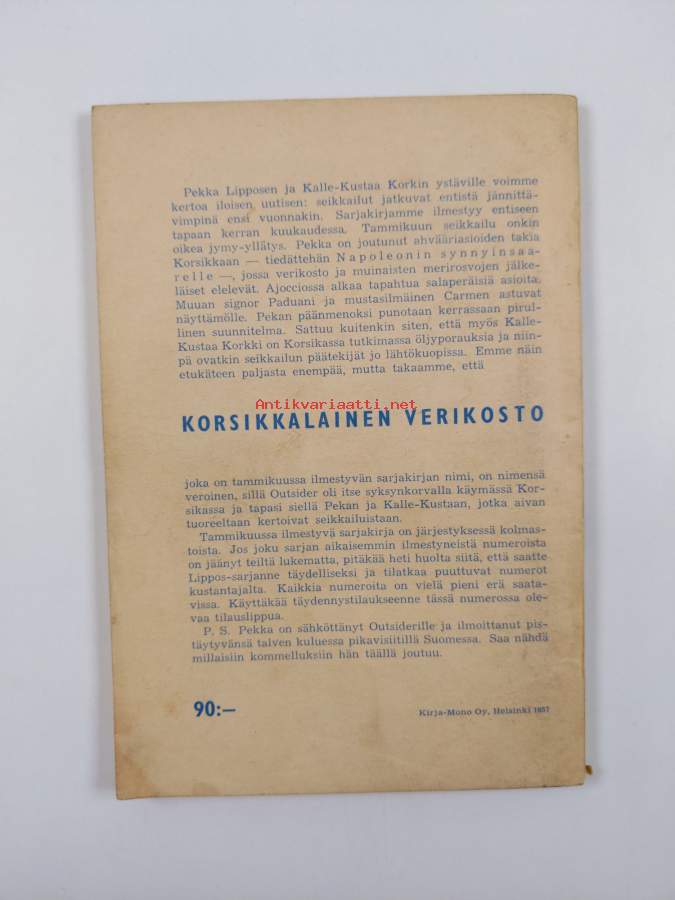 Pekka Lipposen ja Kalle-Kustaa Korkin ystäville voimme
kertoa iloisen uutisen: seikkailut jatkuvat entistä jännittä-
vimpinä ensi vuonnakin. Sarjakirjamme ilmestyy entiseen
tapaan kerran kuukaudessa. Tammikuun seikkailu onkin
oikea jymy-yllätys. Pekka on joutunut ahvääriasioiden takia
Korsikkaan — tiedättehän Napoleonin synnyinsaa-
relle —, jossa verikosto ja muinaisten merirosvojen jälke-
läiset elelevät. Ajocciossa alkaa tapahtua salaperäisiä asioita.
Muuan signor Paduani ja mustasilmäinen Carmen astuvat
näyttämölle. Pekan päänmenoksi punotaan kerrassaan pirul-
linen suunnitelma. Sattuu kuitenkin siten, että myös Kalle-
Kustaa Korkki on Korsikassa tutkimassa öljyporauksia ja niin-
pä ovatkin seikkailun päätekijät jo lähtökuopissa. Emme näin
etukäteen paljasta enempää, mutta takaamme, että
Antikvariaatti.net
KORSIKKALAINEN VERIKOSTO
joka on tammikuussa ilmestyvän sarjakirjan nimi, on nimensä
veroinen, sillä Outsider oli itse syksynkorvalla käymässä Kor-
sikassa ja tapasi siellä Pekan ja Kalle-Kustaan, jotka aivan
tuoreeltaan kertoivat seikkailuistaan.
Tammikuussa ilmestyvä sarjakirja on järjestyksessä kolmas-
toista. Jos joku sarjan aikaisemmin ilmestyneistä numeroista
on jäänyt teiltä lukematta, pitäkää heti huolta siitä, että saatte
Lippos-sarjanne täydelliseksi ja tilatkaa puuttuvat numerot
kustantajalta. Kaikkia numeroita on vielä pieni erä saata-
vissa. Käyttäkää täydennystilaukseenne tässä numerossa ole-
vaa tilauslippua.
P. S. Pekka on sähköttänyt Outsiderille ja ilmoittanut pis-
täytyvänsä talven kuluessa pikavisiitillä Suomessa. Saa nähdä
millaisiin kommelluksiin hän täällä joutuu.
90:—
Kirja-Mono Oy, Helsinki 1957